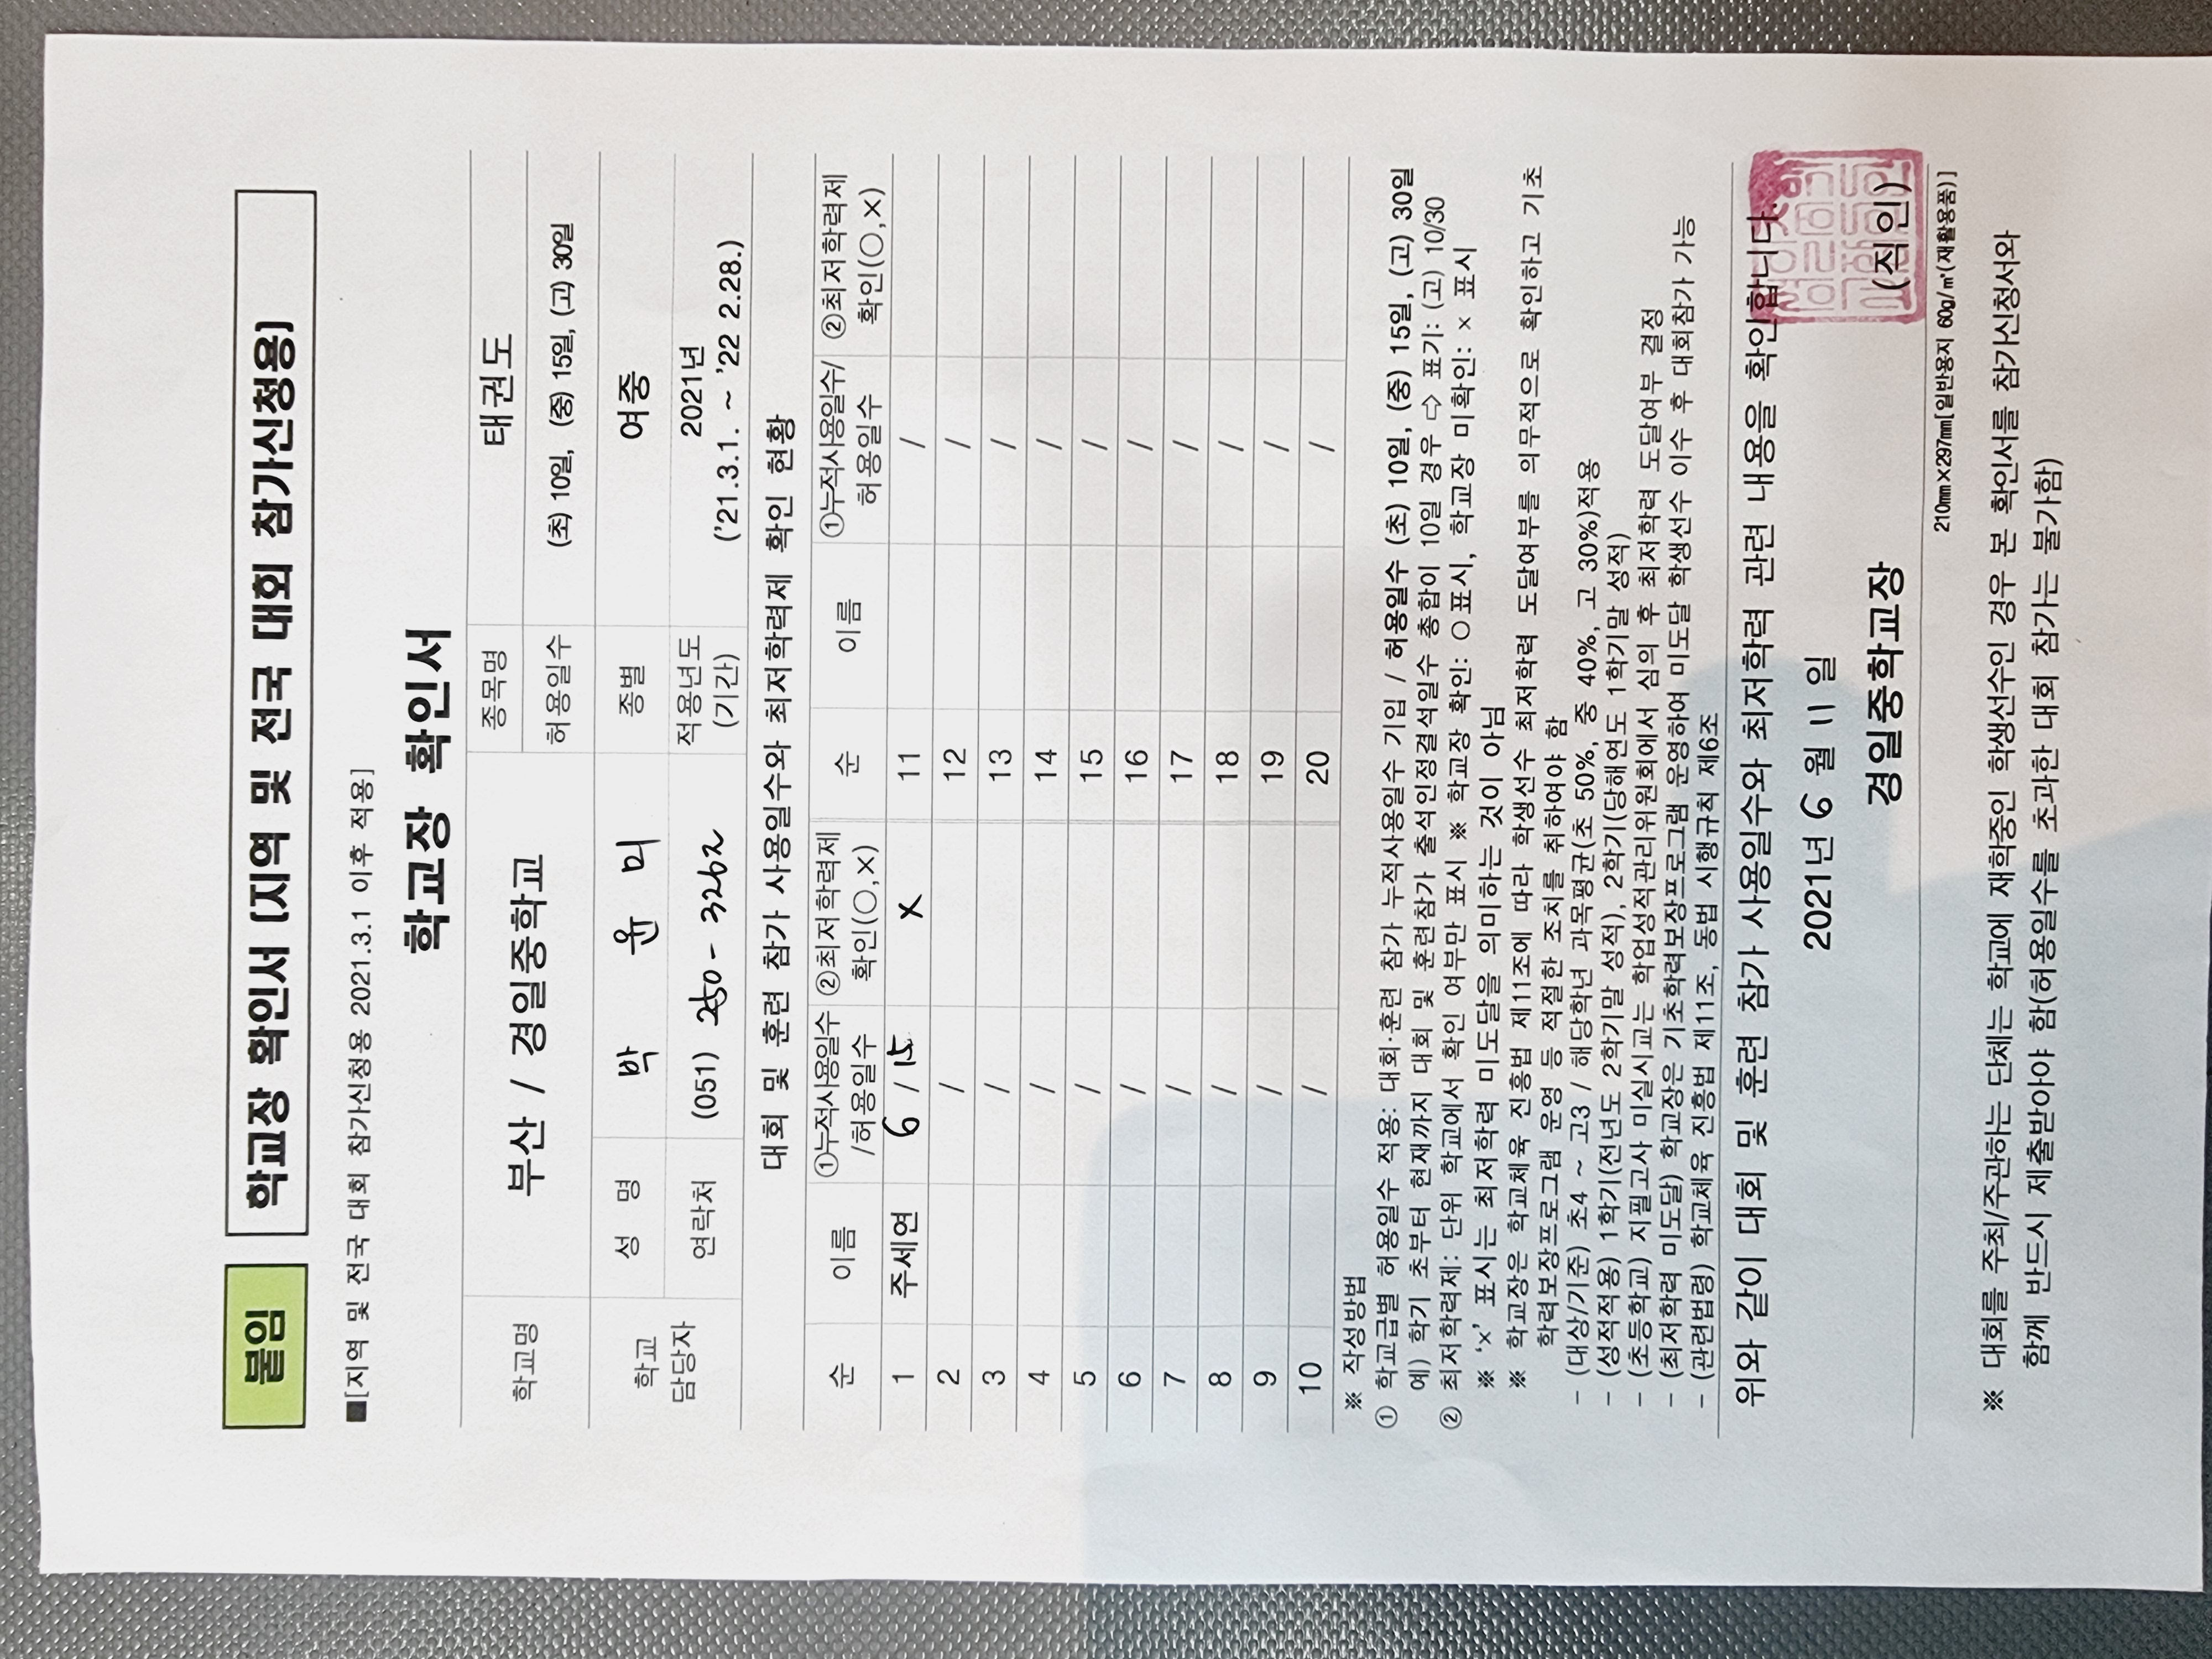 붙임
학교장 확인서 [지역 및 전국 대회 참가신청용]
■[지역 및 전국 대회 참가신청용 2021.3.1 이후 적용]
학교장 확인서
학교명 부산 / 경일중학교 종목명 태권도
허용일수 (초) 10일, (중) 15일, (고) 30일
학교 담당자 성 명 박 윤 미 종별 여중
연락처 (051) 250-3262 적용년도 (기간) 2021년 ('21.3.1. ~ '22 2.28.)
대회 및 훈련 참가 사용일수와 최저학력제 확인 현황
순 이름 ①누적사용일수 /허용일수 ②최저학력제 확인(○,×) 순 이름 ①누적사용일수/ 허용일수 ②최저학력제 확인(○,×)
1 주세연 6 / 15 × 11 /
2 / 12 /
3 / 13 /
4 / 14 /
5 / 15 /
6 / 16 /
7 / 17 /
8 / 18 /
9 / 19 /
10 / 20 /
※ 작성방법
① 학교급별 허용일수 적용: 대회·훈련 참가 누적사용일수 기입 / 허용일수 (초) 10일, (중) 15일, (고) 30일
예) 학기 초부터 현재까지 대회 및 훈련참가 출석인정결석일수 총합이 10일 경우 ⇨ 표기: (고) 10/30
② 최저학력제: 단위 학교에서 확인 여부만 표시 ※ 학교장 확인: ○표시, 학교장 미확인: × 표시
※ ‘x’ 표시는 최저학력 미도달을 의미하는 것이 아님
※ 학교장은 학교체육 진흥법 제11조에 따라 학생선수 최저학력 도달여부를 의무적으로 확인하고 기초
학력보장프로그램 운영 등 적절한 조치를 취하여야 함
- (대상/기준) 초4 ~ 고3 / 해당학년 과목평균(초 50%, 중 40%, 고 30%)적용
- (성적적용) 1학기(전년도 2학기말 성적), 2학기(당해연도 1학기말 성적)
- (초등학교) 지필고사 미실시교는 학업성적관리위원회에서 심의 후 최저학력 도달여부 결정
- (최저학력 미도달) 학교장은 기초학력보장프로그램 운영하여 미도달 학생선수 이수 후 대회참가 가능
- (관련법령) 학교체육 진흥법 제11조, 동법 시행규칙 제6조
위와 같이 대회 및 훈련 참가 사용일수와 최저학력 관련 내용을 확인합니다.
2021년 6 월 11 일
경일중학교장 (직인)
210mm×297mm[일반용지 60g/㎡(재활용품)]
※ 대회를 주최/주관하는 단체는 학교에 재학중인 학생선수인 경우 본 확인서를 참가신청서와
함께 반드시 제출받아야 함(허용일수를 초과한 대회 참가는 불가함)